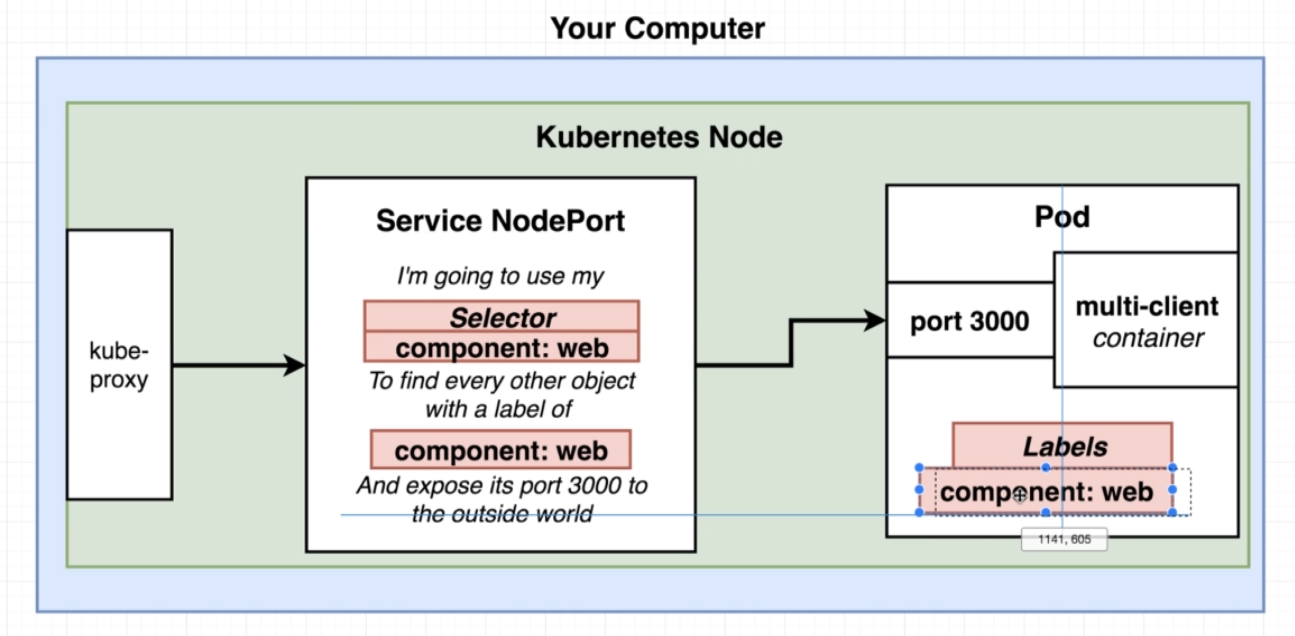 Your Computer
Kubernetes Node
kube-
proxy
Service NodePort
I'm going to use my
Selector
component: web
To find every other object
with a label of
component: web
And expose its port 3000 to
the outside world
Pod
port 3000
multi-client
container
Labels
component: web
1141, 605